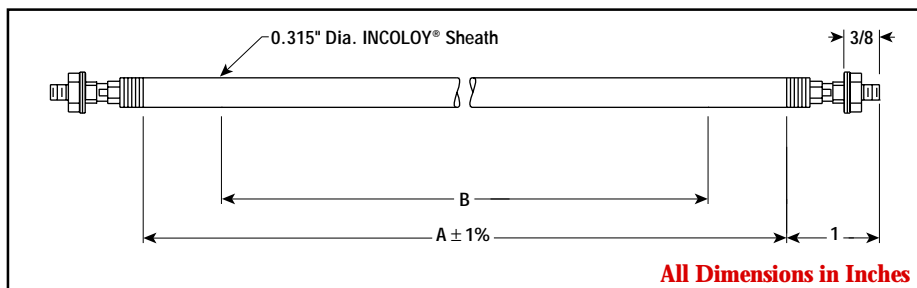 0.315" Dia. INCOLOY® Sheath
3/8
B
A ± 1%
1
All Dimensions in Inches